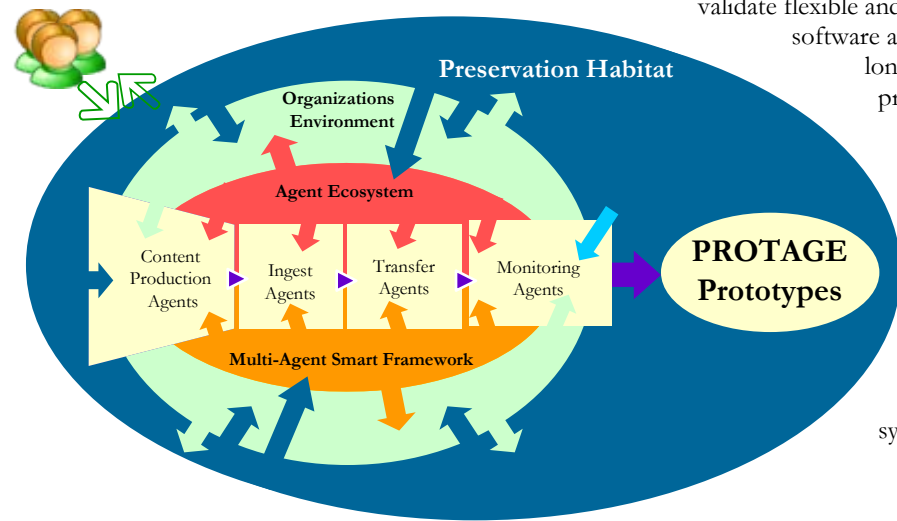 validate flexible and
software a
lon
pr
Preservation Habitat
Organizations
Environment
Agent Ecosystem
Content
Production
Agents
Ingest
Agents
Transfer
Agents
Monitoring
Agents
PROTAGE
Prototypes
Multi-Agent Smart Framework
sy